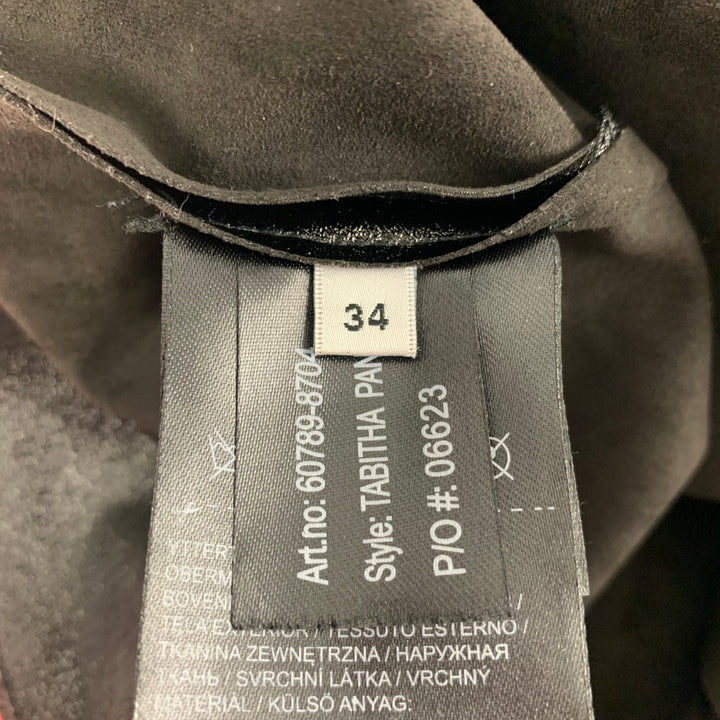 34
Art.no: 60789-8704
Style: TABITHA PAN
P/O #: 06623
TELA EXTERIOR / TESSUTO ESTERNO /
TKANINA ZEWNĘTRZNA / НАРУЖНАЯ
ТКАНЬ / SVRCHNÍ LÁTKA / VRCHNÝ
MATERIÁL / KÜLSŐ ANYAG: